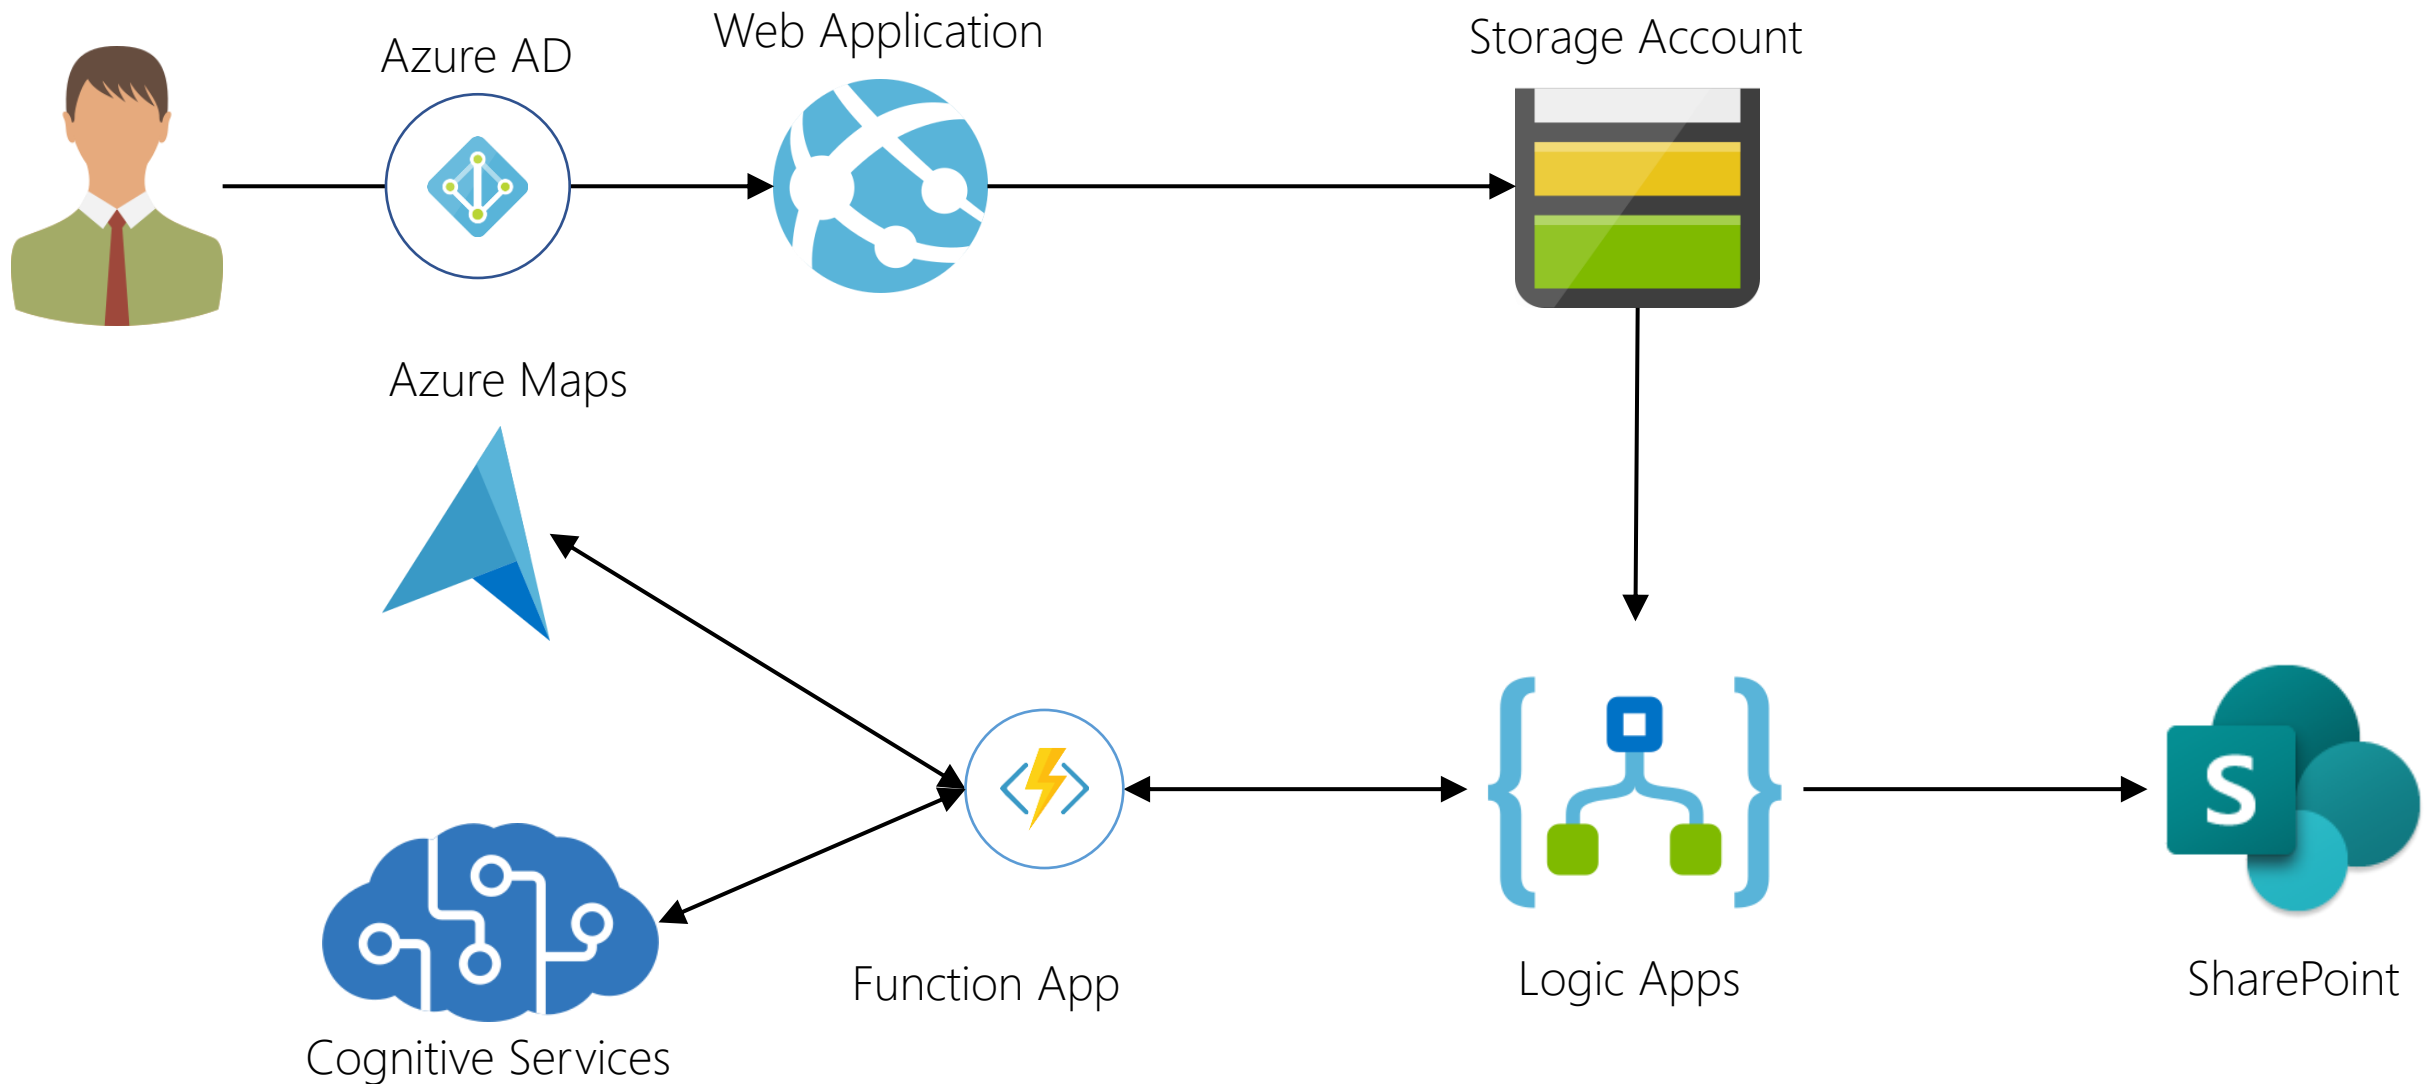 Azure AD
Web Application
Storage Account
Azure Maps
S
Function App
Logic Apps
SharePoint
Cognitive Services